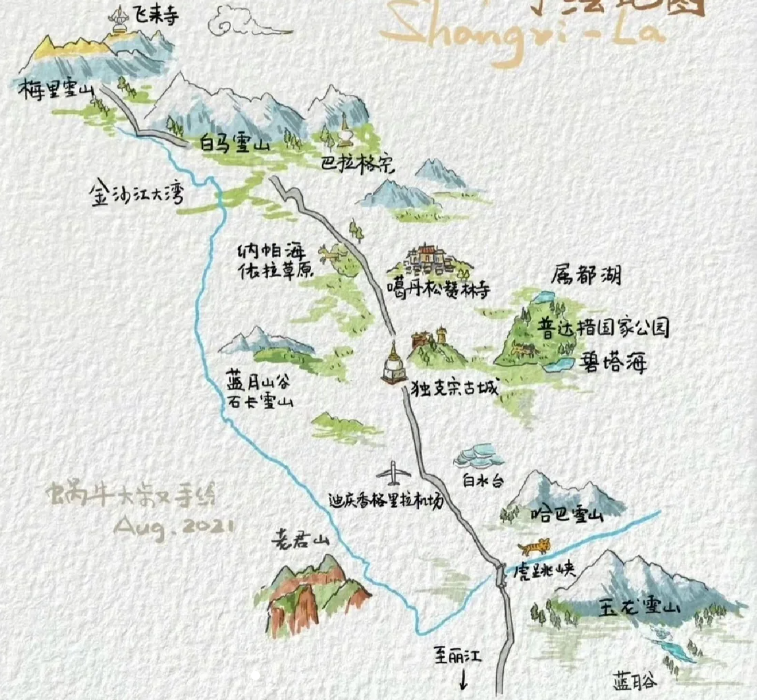 飞来寺
手绘地图
Shangri-La
梅里雪山
白马雪山
巴拉格宗
金沙江大湾
纳帕海
依拉草原
噶丹松赞林寺
属都湖
普达措国家公园
碧塔海
独克宗古城
蓝月山谷
石卡雪山
白水台
迪庆香格里拉机场
哈巴雪山
蜗牛大叔手绘
Aug.2021
老君山
虎跳峡
玉龙雪山
至丽江
蓝月谷